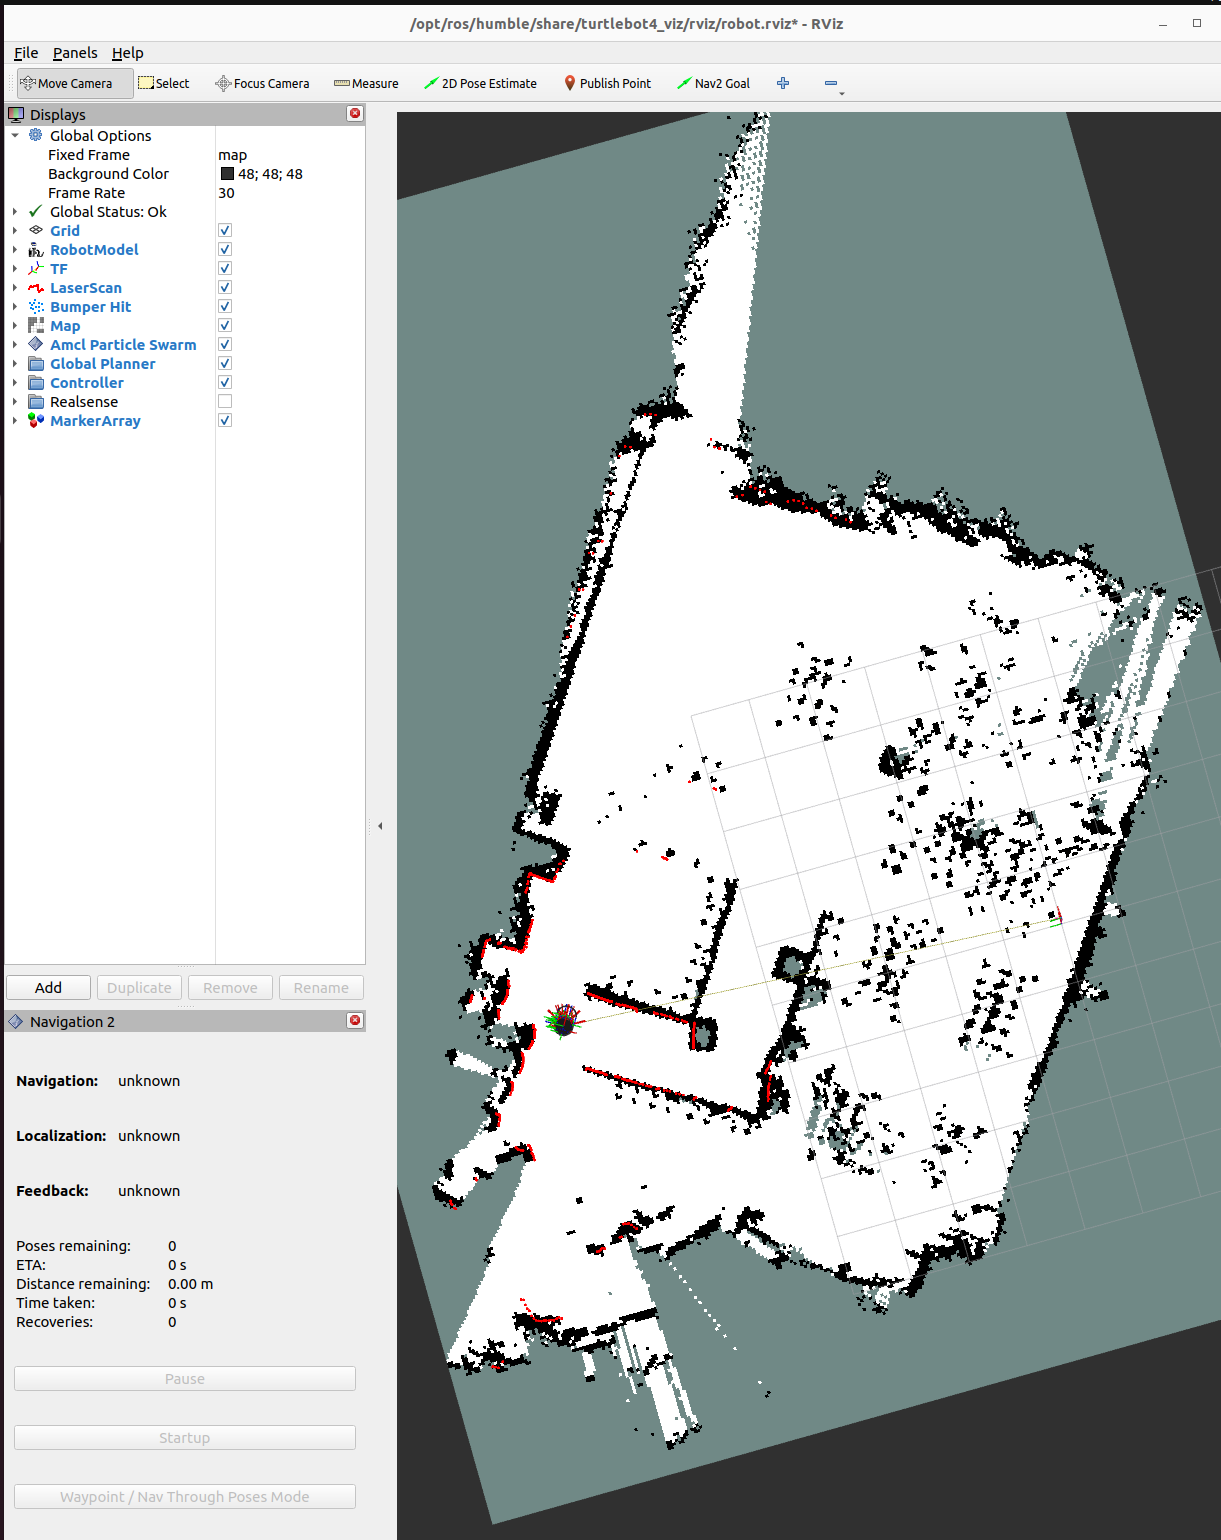 /opt/ros/humble/share/turtlebot4_viz/rviz/robot.rviz* - RViz
File Panels Help
Move Camera Select Focus Camera Measure 2D Pose Estimate Publish Point Nav2 Goal
Displays
Global Options
Fixed Frame map
Background Color 48; 48; 48
Frame Rate 30
Global Status: Ok
Grid
RobotModel
TF
LaserScan
Bumper Hit
Map
Amcl Particle Swarm
Global Planner
Controller
Realsense
MarkerArray
Add Duplicate Remove Rename
Navigation 2
Navigation: unknown
Localization: unknown
Feedback: unknown
Poses remaining: 0
ETA: 0 s
Distance remaining: 0.00 m
Time taken: 0 s
Recoveries: 0
Pause
Startup
Waypoint / Nav Through Poses Mode